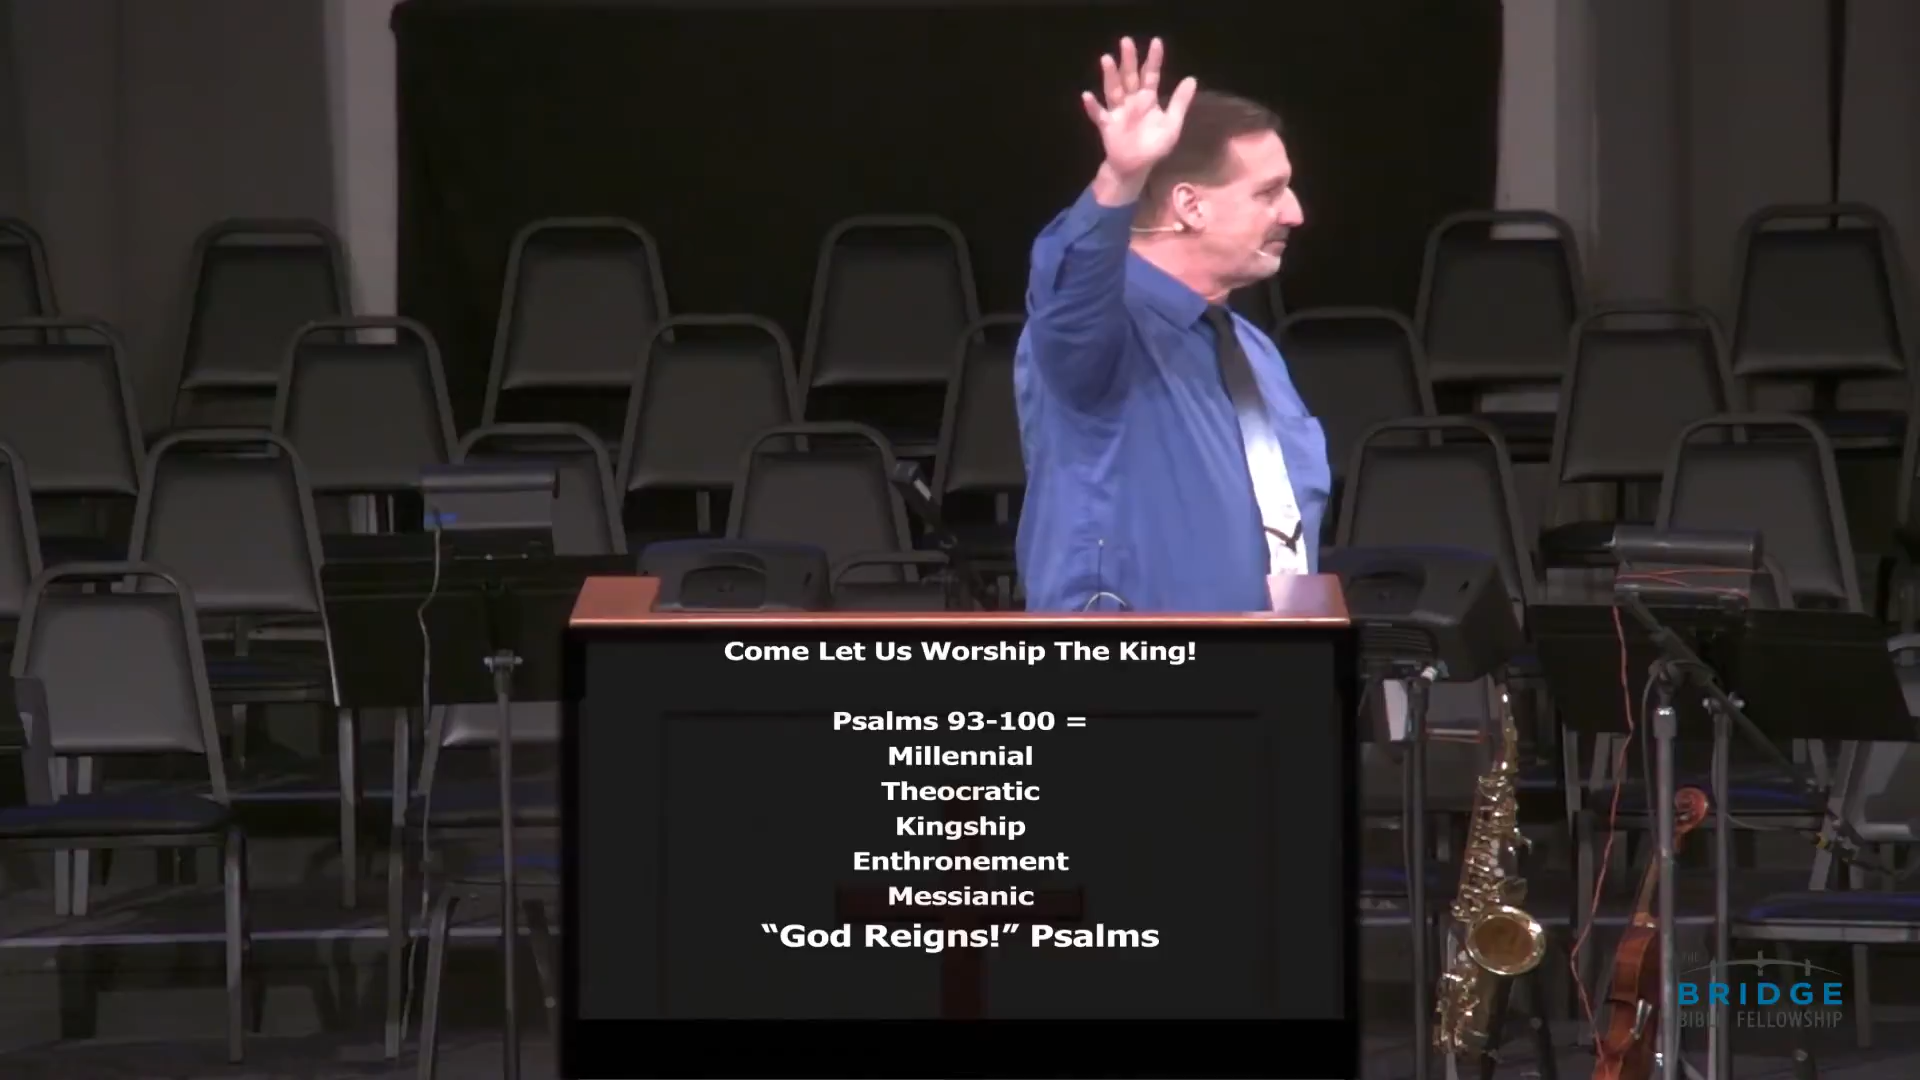 Come Let Us Worship The King!
Psalms 93-100 =
Millennial
Theocratic
Kingship
Enthronement
Messianic
“God Reigns!” Psalms
THE
BRIDGE
BIBLE FELLOWSHIP